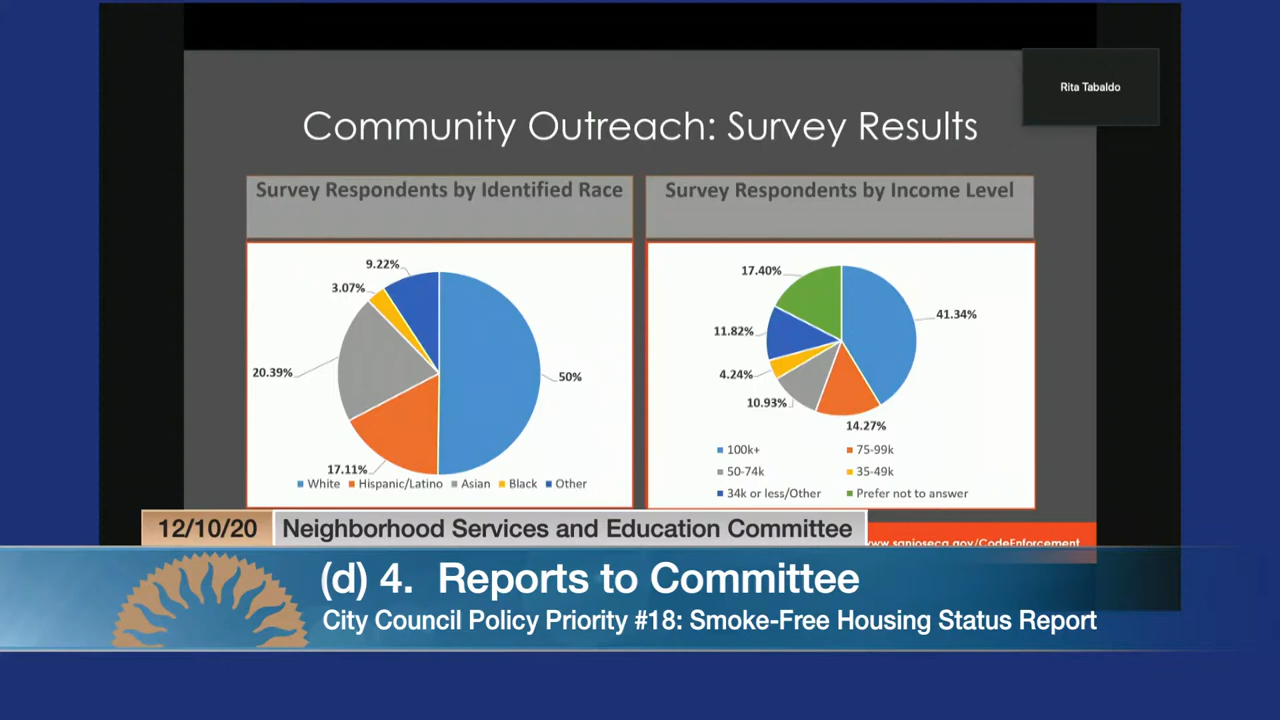 Rita Tabaldo
Community Outreach: Survey Results
Survey Respondents by Identified Race
9.22%
3.07%
20.39%
50%
17.11%
White Hispanic/Latino Asian Black Other
Survey Respondents by Income Level
17.40%
41.34%
11.82%
4.24%
10.93%
14.27%
100k+ 75-99k
50-74k 35-49k
34k or less/Other Prefer not to answer
www.sanjoseca.gov/CodeEnforcement
12/10/20 Neighborhood Services and Education Committee
(d) 4. Reports to Committee
City Council Policy Priority #18: Smoke-Free Housing Status Report